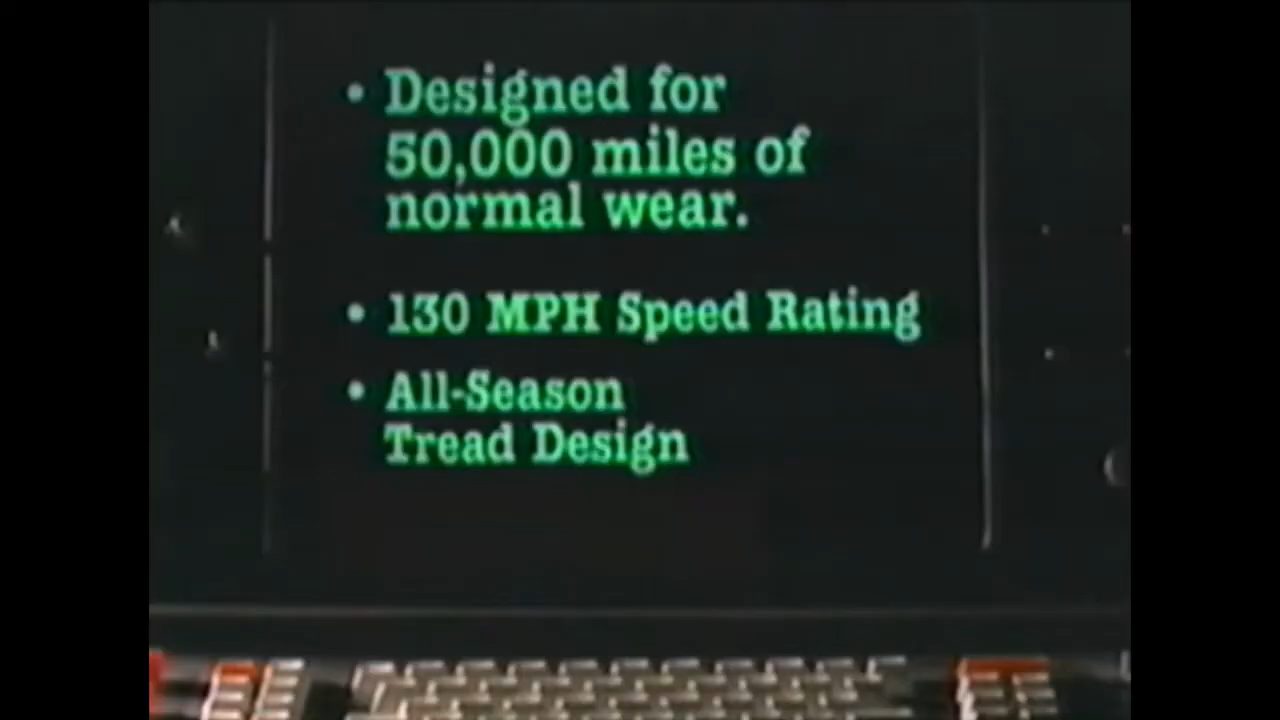 • Designed for
50,000 miles of
normal wear.
• 130 MPH Speed Rating
• All-Season
Tread Design